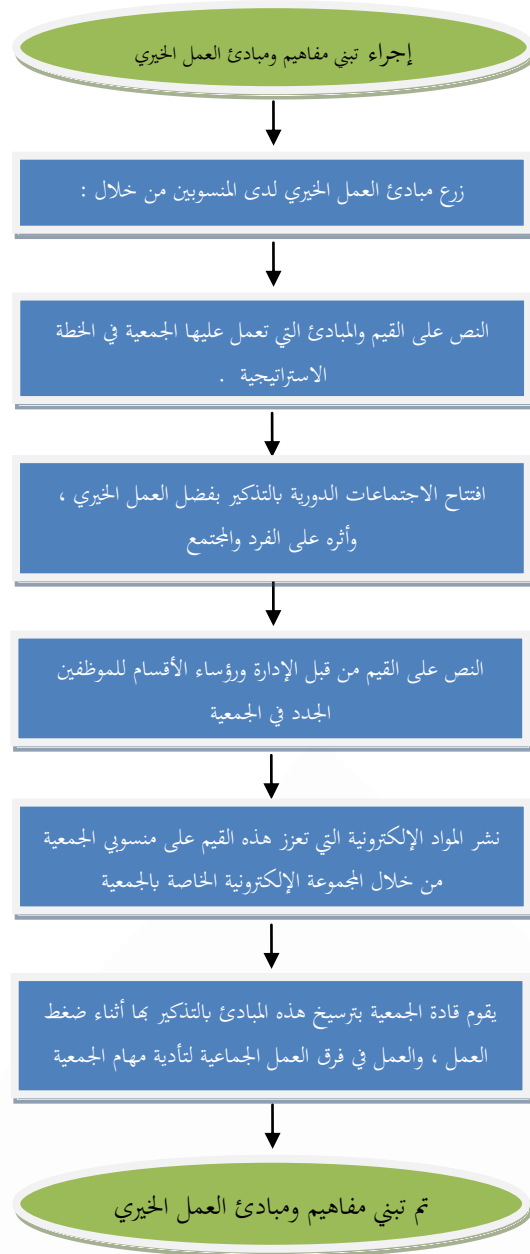 إجراء تبني مفاهيم ومبادئ العمل الخيري
زرع مبادئ العمل الخيري لدى المنسوبين من خلال :
النص على القيم والمبادئ التي تعمل عليها الجمعية في الخطة
الاستراتيجية .
افتتاح الاجتماعات الدورية بالتذكير بفضل العمل الخيري ،
وأثره على الفرد والمجتمع
النص على القيم من قبل الإدارة ورؤساء الأقسام للموظفين
الجدد في الجمعية
نشر المواد الإلكترونية التي تعزز هذه القيم على منسوبي الجمعية
من خلال المجموعة الإلكترونية الخاصة بالجمعية
يقوم قادة الجمعية بترسيخ هذه المبادئ بالتذكير بها أثناء ضغط
العمل ، والعمل في فرق العمل الجماعية لتأدية مهام الجمعية
تم تبني مفاهيم ومبادئ العمل الخيري